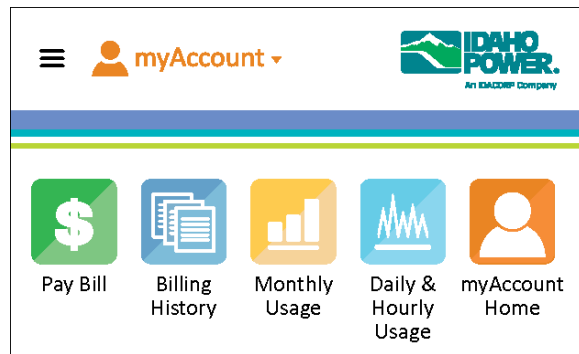 myAccount
IDAHO
POWER.
An IDACORP Company
$
Pay Bill
Billing
History
Monthly
Usage
Daily &
Hourly
Usage
myAccount
Home